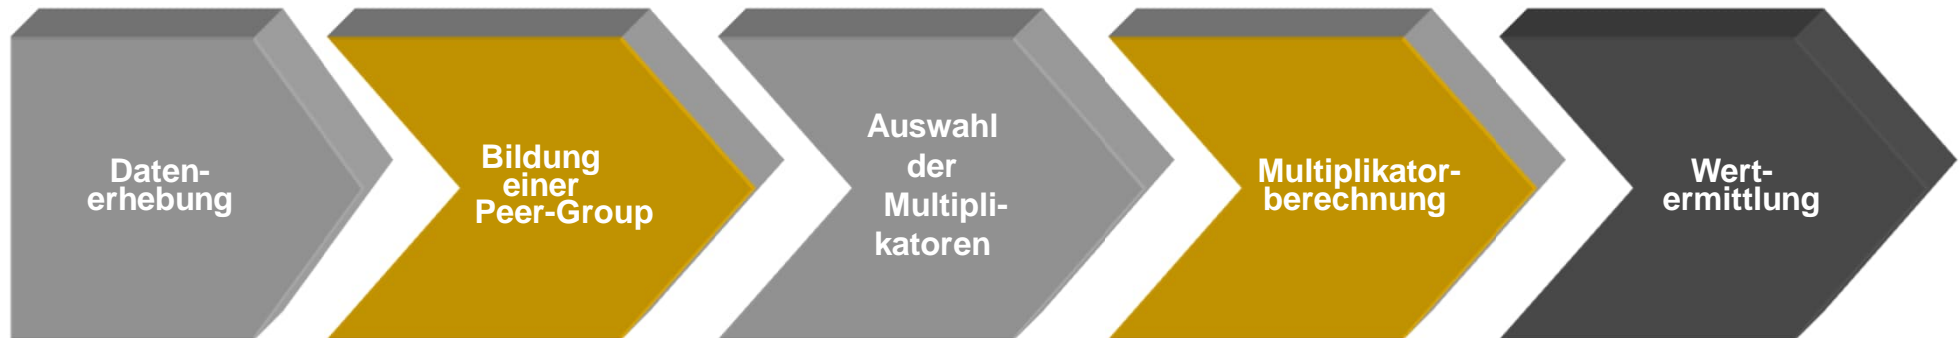 Daten-
erhebung
Bildung
einer
Peer-Group
Auswahl
der
Multipli-
katoren
Multiplikator-
berechnung
Wert-
ermittlung